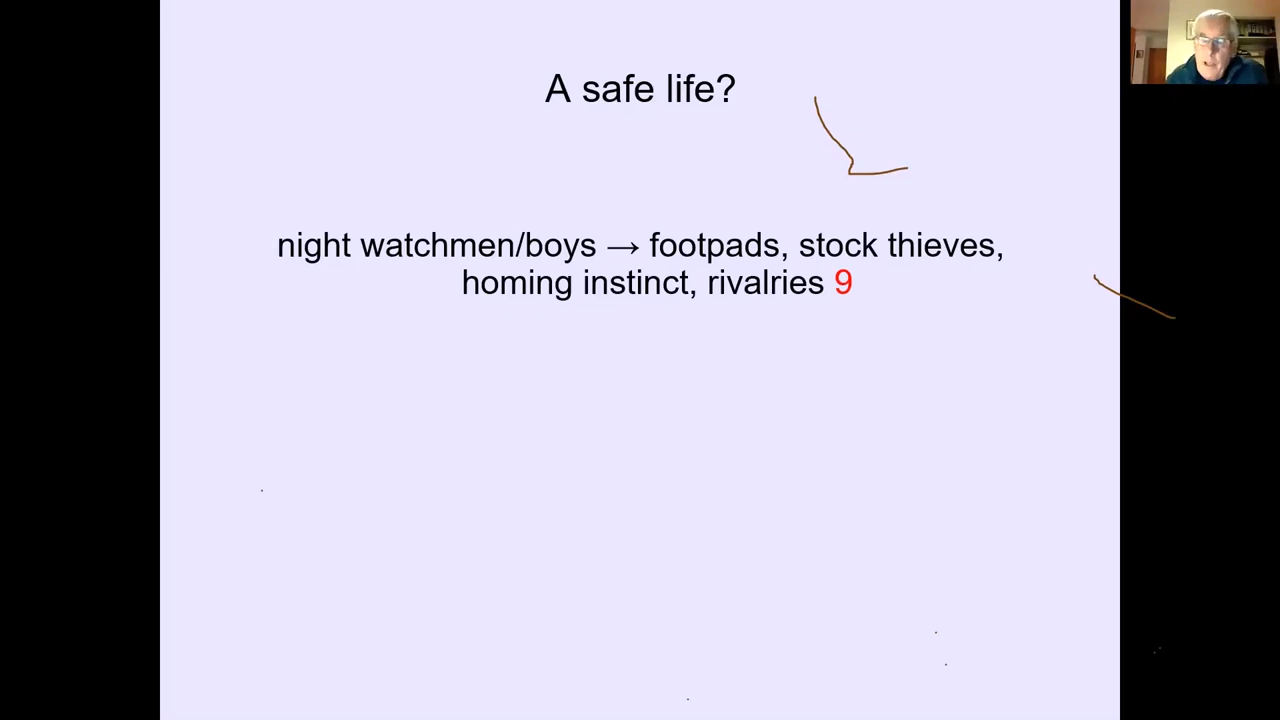 A safe life?
night watchmen/boys → footpads, stock thieves,
homing instinct, rivalries 9